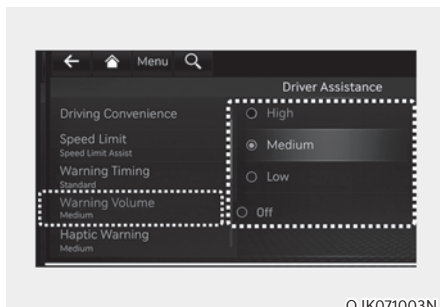 Menu
Driver Assistance
Driving Convenience
Speed Limit
Speed Limit Assist
Warning Timing
Standard
Warning Volume
Medium
Haptic Warning
Medium
High
Medium
Low
Off
OJK071003N